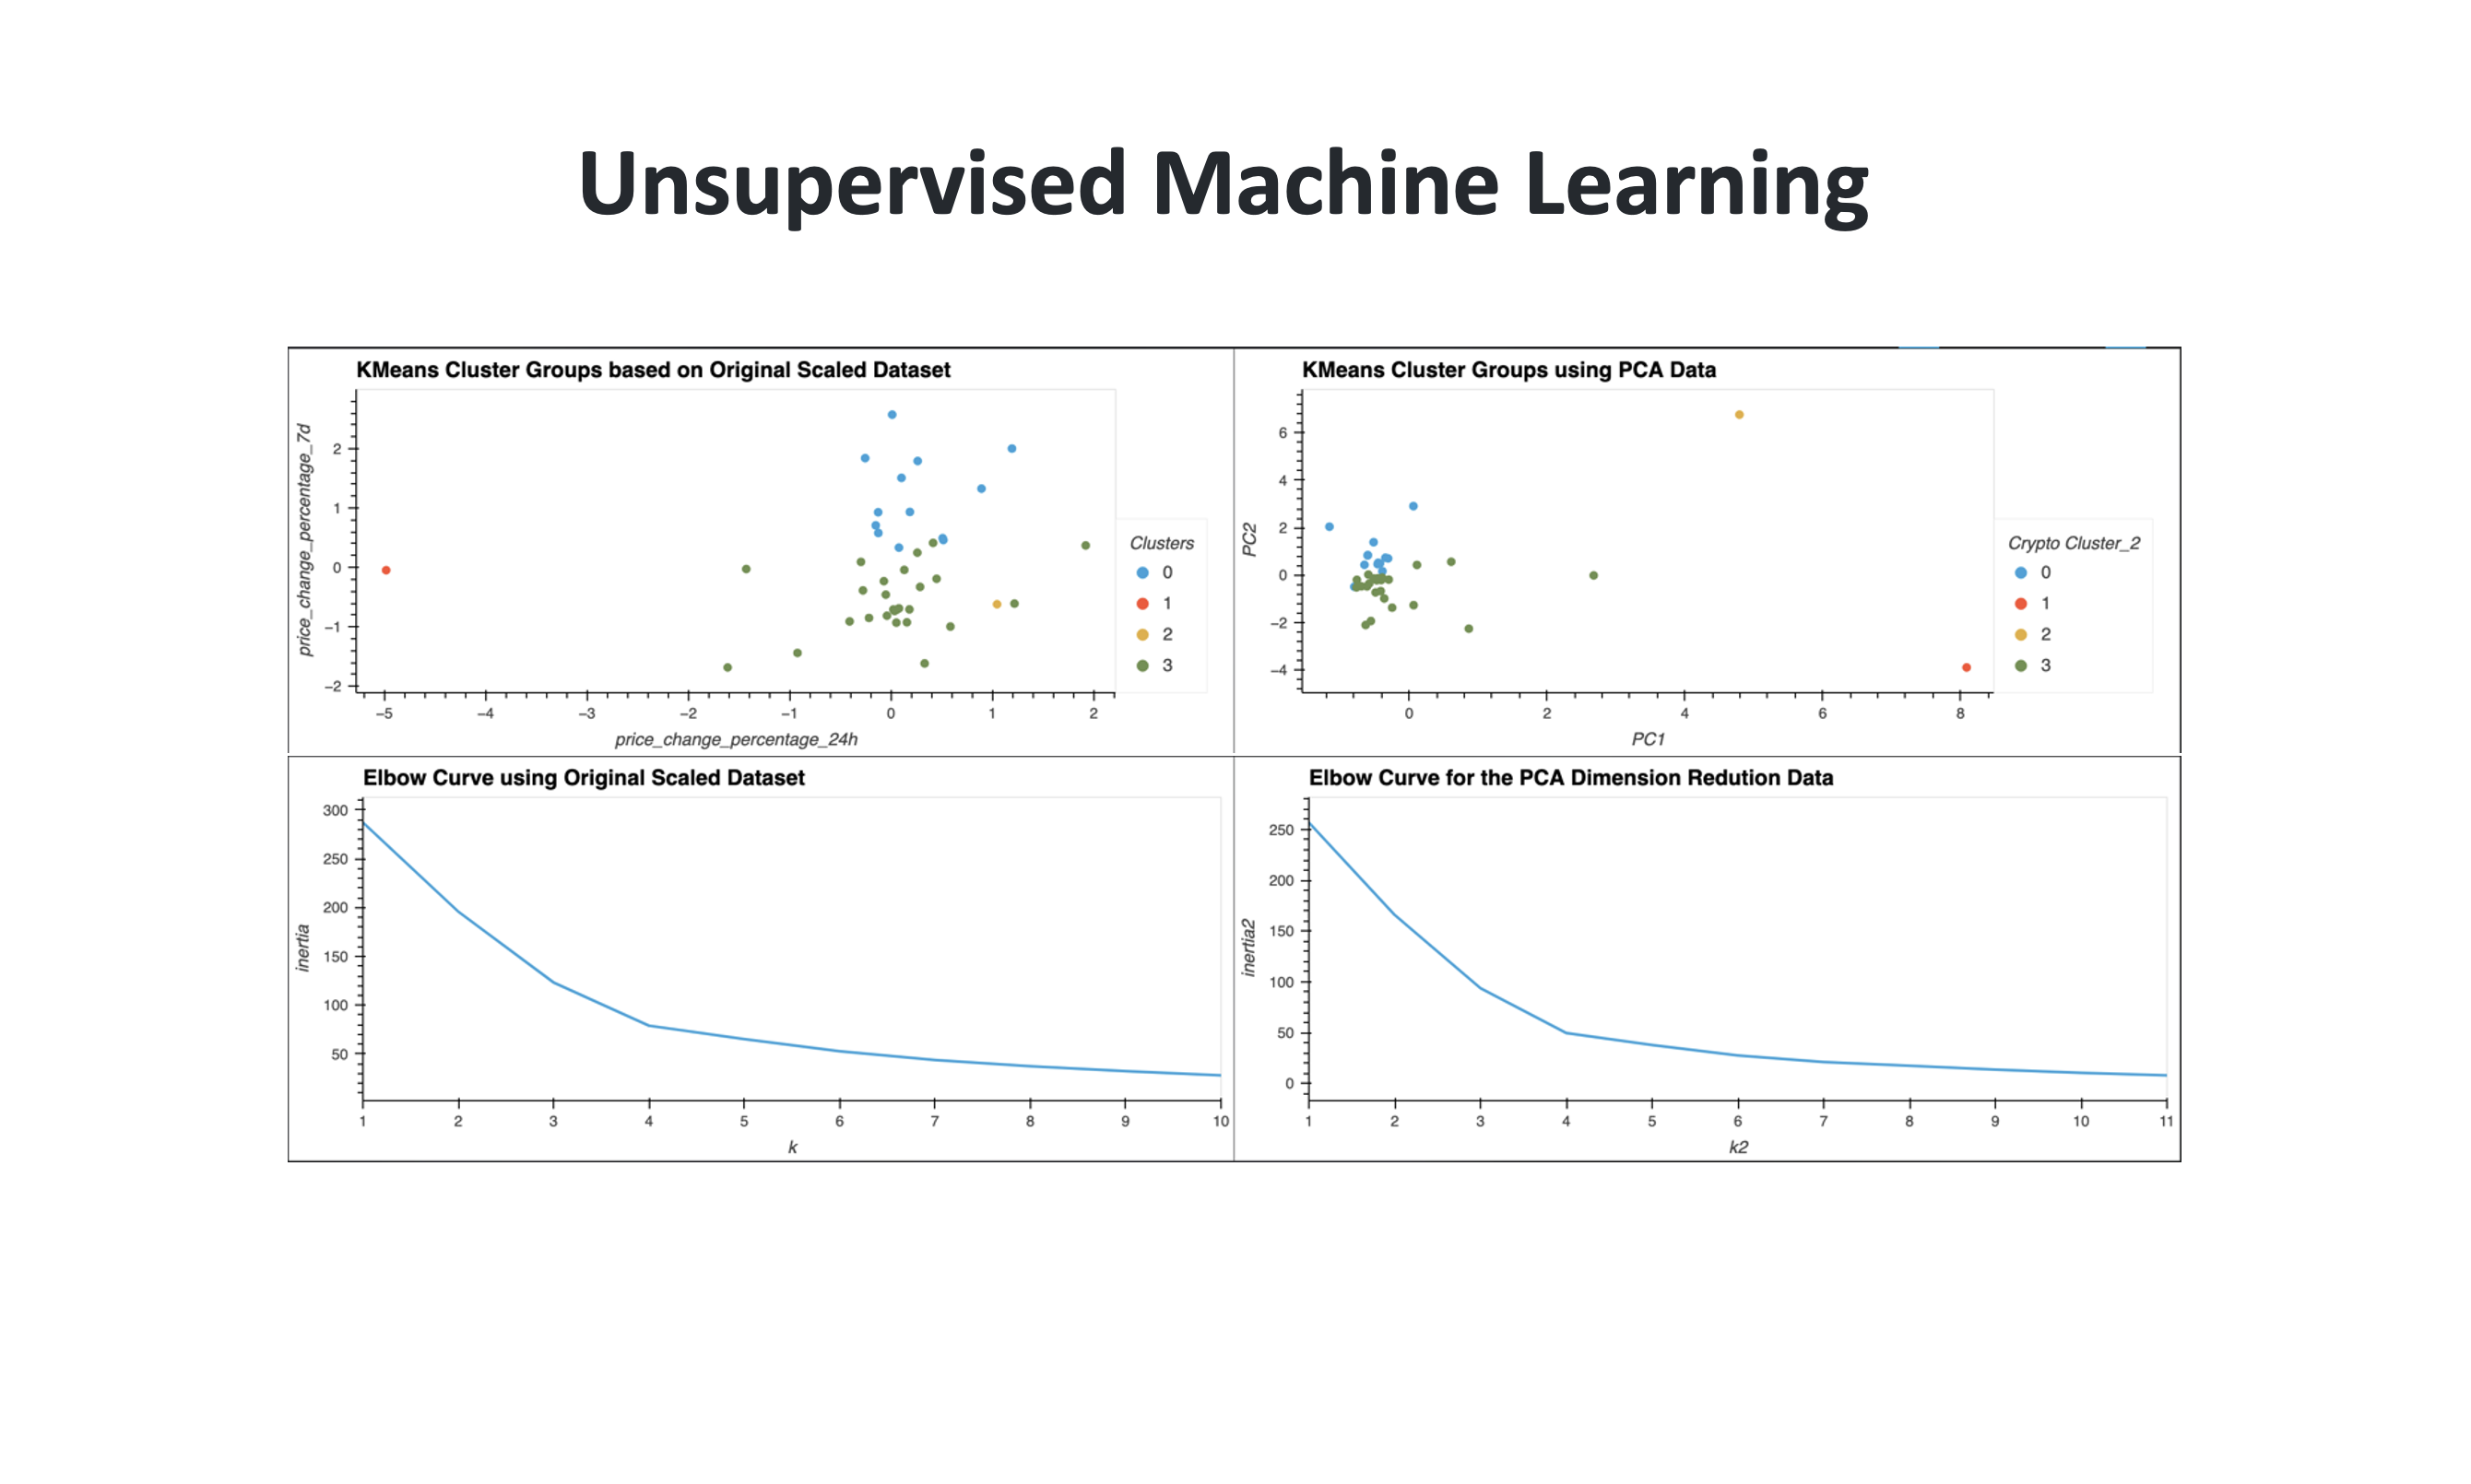 Unsupervised Machine Learning
KMeans Cluster Groups based on Original Scaled Dataset
price_change_percentage_7d
2
1
0
−1
−2
−5 −4 −3 −2 −1 0 1 2
price_change_percentage_24h
Clusters
0
1
2
3
KMeans Cluster Groups using PCA Data
PC2
6
4
2
0
−2
−4
0 2 4 6 8
PC1
Crypto Cluster_2
0
1
2
3
Elbow Curve using Original Scaled Dataset
inertia
300
250
200
150
100
50
1 2 3 4 5 6 7 8 9 10
k
Elbow Curve for the PCA Dimension Redution Data
inertia2
250
200
150
100
50
0
1 2 3 4 5 6 7 8 9 10 11
k2